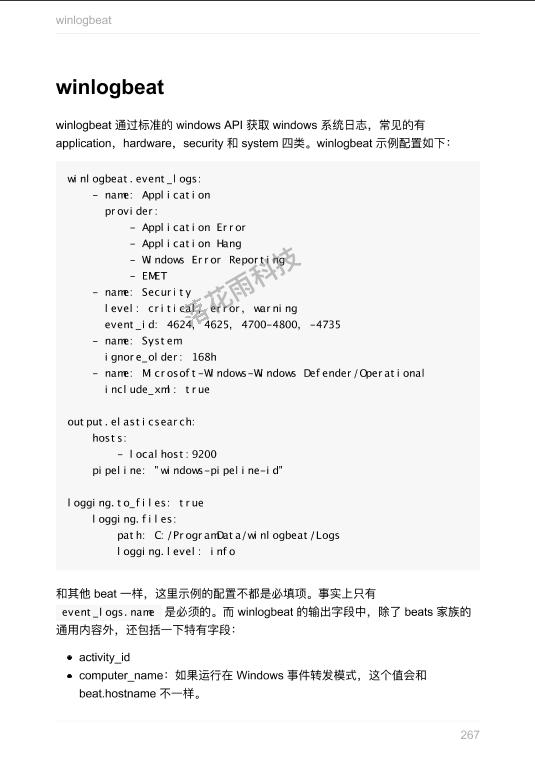 winlogbeat
winlogbeat
winlogbeat 通过标准的 windows API 获取 windows 系统日志，常见的有
application，hardware，security 和 system 四类。winlogbeat 示例配置如下：
winlogbeat.event_logs:
    - name: Application
      provider:
          - Application Error
          - Application Hang
          - Windows Error Reporting
          - EMET
    - name: Security
      level: critical, error, warning
      event_id: 4624, 4625, 4700-4800, -4735
    - name: System
      ignore_older: 168h
    - name: Microsoft-Windows-Windows Defender/Operational
      include_xml: true
output.elasticsearch:
    hosts:
        - localhost:9200
    pipeline: "windows-pipeline-id"
logging.to_files: true
    logging.files:
        path: C:/ProgramData/winlogbeat/Logs
        logging.level: info
落花雨科技
和其他 beat 一样，这里示例的配置不都是必填项。事实上只有
event_logs.name 是必须的。而 winlogbeat 的输出字段中，除了 beats 家族的
通用内容外，还包括一下特有字段：
• activity_id
• computer_name：如果运行在 Windows 事件转发模式，这个值会和
beat.hostname 不一样。
267